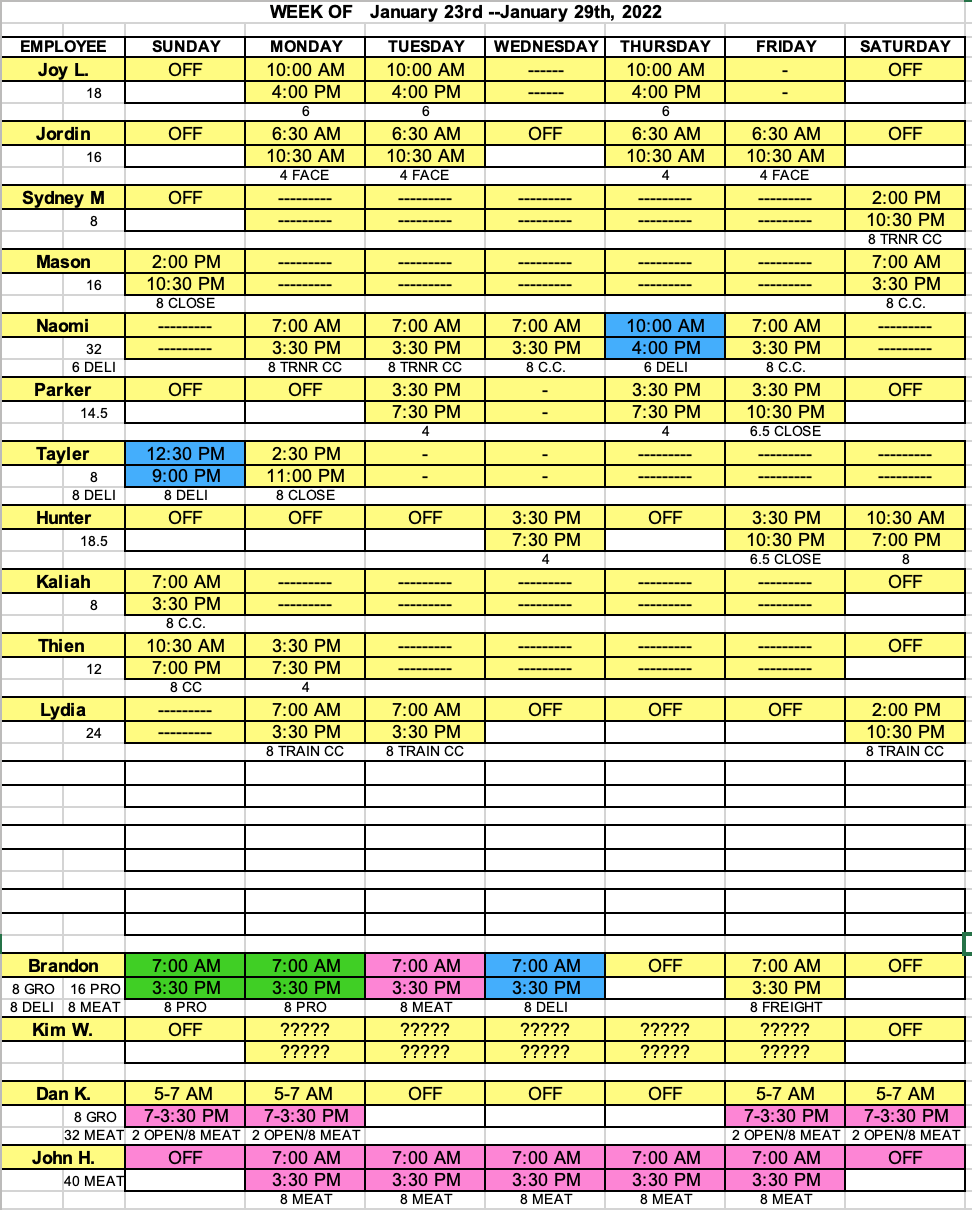 WEEK OF January 23rd --January 29th, 2022
EMPLOYEE SUNDAY MONDAY TUESDAY WEDNESDAY THURSDAY FRIDAY SATURDAY
Joy L. OFF 10:00 AM 10:00 AM ------ 10:00 AM - OFF
18 4:00 PM 4:00 PM ------ 4:00 PM -
6 6 6
Jordin OFF 6:30 AM 6:30 AM OFF 6:30 AM 6:30 AM OFF
16 10:30 AM 10:30 AM 10:30 AM 10:30 AM
4 FACE 4 FACE 4 4 FACE
Sydney M OFF --------- --------- --------- --------- --------- 2:00 PM
8 --------- --------- --------- --------- --------- 10:30 PM
8 TRNR CC
Mason 2:00 PM --------- --------- --------- --------- --------- 7:00 AM
16 10:30 PM --------- --------- --------- --------- --------- 3:30 PM
8 CLOSE 8 C.C.
Naomi --------- 7:00 AM 7:00 AM 7:00 AM 10:00 AM 7:00 AM ---------
32 --------- 3:30 PM 3:30 PM 3:30 PM 4:00 PM 3:30 PM ---------
6 DELI 8 TRNR CC 8 TRNR CC 8 C.C. 6 DELI 8 C.C.
Parker OFF OFF 3:30 PM - 3:30 PM 3:30 PM OFF
14.5 7:30 PM - 7:30 PM 10:30 PM
4 4 6.5 CLOSE
Tayler 12:30 PM 2:30 PM - - --------- --------- ---------
8 9:00 PM 11:00 PM - - --------- --------- ---------
8 DELI 8 DELI 8 CLOSE
Hunter OFF OFF OFF 3:30 PM OFF 3:30 PM 10:30 AM
18.5 7:30 PM 10:30 PM 7:00 PM
4 6.5 CLOSE 8
Kaliah 7:00 AM --------- --------- --------- --------- --------- OFF
8 3:30 PM --------- --------- --------- --------- ---------
8 C.C.
Thien 10:30 AM 3:30 PM --------- --------- --------- --------- OFF
12 7:00 PM 7:30 PM --------- --------- --------- ---------
8 CC 4
Lydia --------- 7:00 AM 7:00 AM OFF OFF OFF 2:00 PM
24 --------- 3:30 PM 3:30 PM 10:30 PM
8 TRAIN CC 8 TRAIN CC 8 TRAIN CC
Brandon 7:00 AM 7:00 AM 7:00 AM 7:00 AM OFF 7:00 AM OFF
8 GRO 16 PRO 3:30 PM 3:30 PM 3:30 PM 3:30 PM 3:30 PM
8 DELI 8 MEAT 8 PRO 8 PRO 8 MEAT 8 DELI 8 FREIGHT
Kim W. OFF ????? ????? ????? ????? ????? OFF
????? ????? ????? ????? ?????
Dan K. 5-7 AM 5-7 AM OFF OFF OFF 5-7 AM 5-7 AM
8 GRO 7-3:30 PM 7-3:30 PM 7-3:30 PM 7-3:30 PM
32 MEAT 2 OPEN/8 MEAT 2 OPEN/8 MEAT 2 OPEN/8 MEAT 2 OPEN/8 MEAT
John H. OFF 7:00 AM 7:00 AM 7:00 AM 7:00 AM 7:00 AM OFF
40 MEAT 3:30 PM 3:30 PM 3:30 PM 3:30 PM 3:30 PM
8 MEAT 8 MEAT 8 MEAT 8 MEAT 8 MEAT